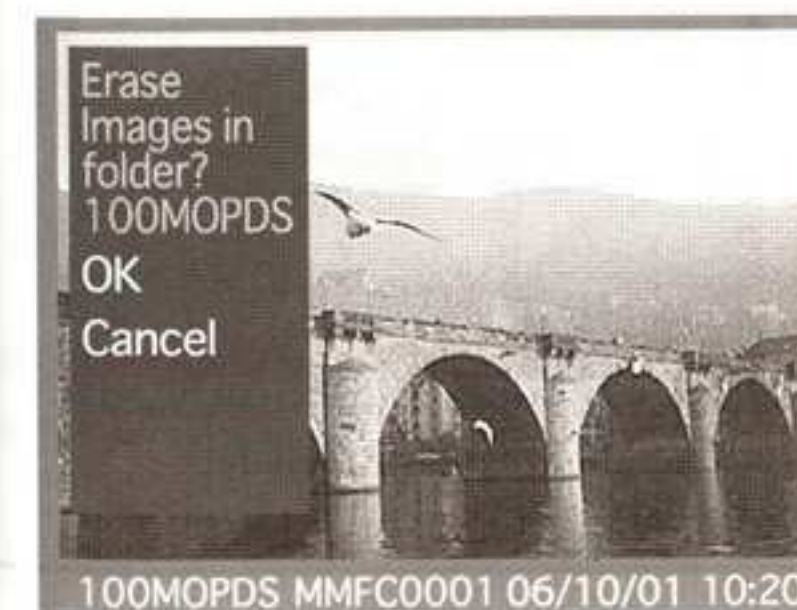 Erase
Images in
folder?
100MOPDS
OK
Cancel
100MOPDS MMFC0001 06/10/01 10:20